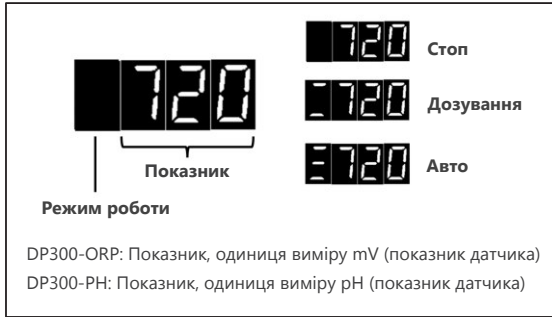 720
720
Стоп
720
Дозування
720
Авто
Показник
Режим роботи
DP300-ORP: Показник, одиниця виміру mV (показник датчика)
DP300-PH: Показник, одиниця виміру pH (показник датчика)